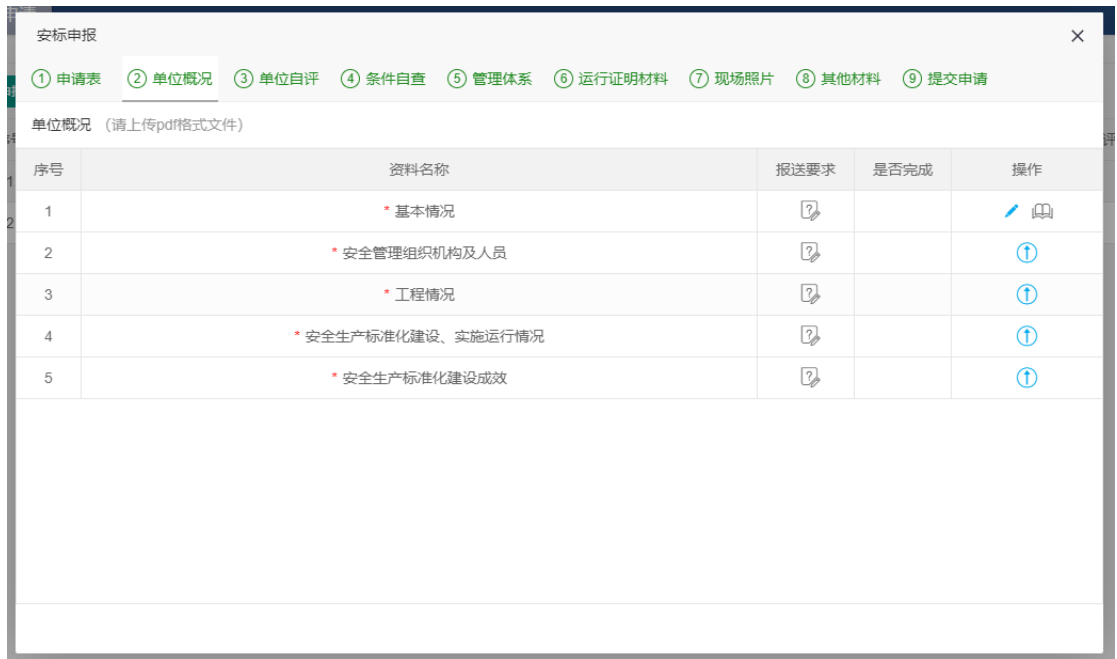 安标申报
① 申请表 ② 单位概况 ③ 单位自评 ④ 条件自查 ⑤ 管理体系 ⑥ 运行证明材料 ⑦ 现场照片 ⑧ 其他材料 ⑨ 提交申请
单位概况 (请上传pdf格式文件)
序号 资料名称 报送要求 是否完成 操作
1 * 基本情况
2 * 安全管理组织机构及人员
3 * 工程情况
4 * 安全生产标准化建设、实施运行情况
5 * 安全生产标准化建设成效